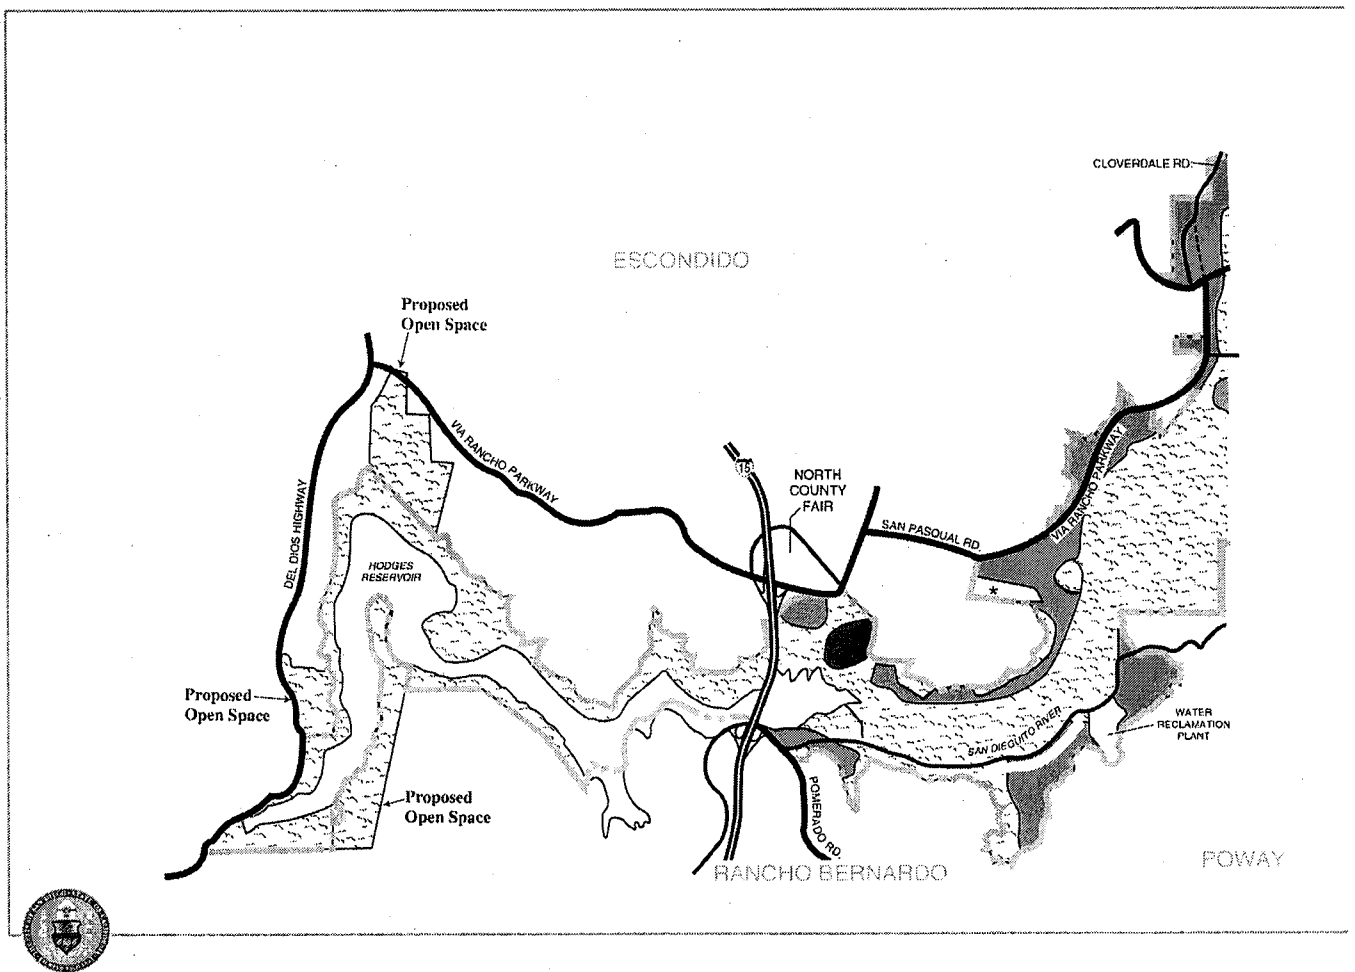 CLOVERDALE RD.
ESCONDIDO
Proposed
Open Space
VIA RANCHO PARKWAY
15
NORTH
COUNTY
FAIR
SAN PASQUAL RD.
VIA RANCHO PARKWAY
DEL DIOS HIGHWAY
HODGES
RESERVOIR
*
Proposed
Open Space
SAN DIEGUITO RIVER
WATER
RECLAMATION
PLANT
Proposed
Open Space
POMERADO RD.
RANCHO BERNARDO
POWAY